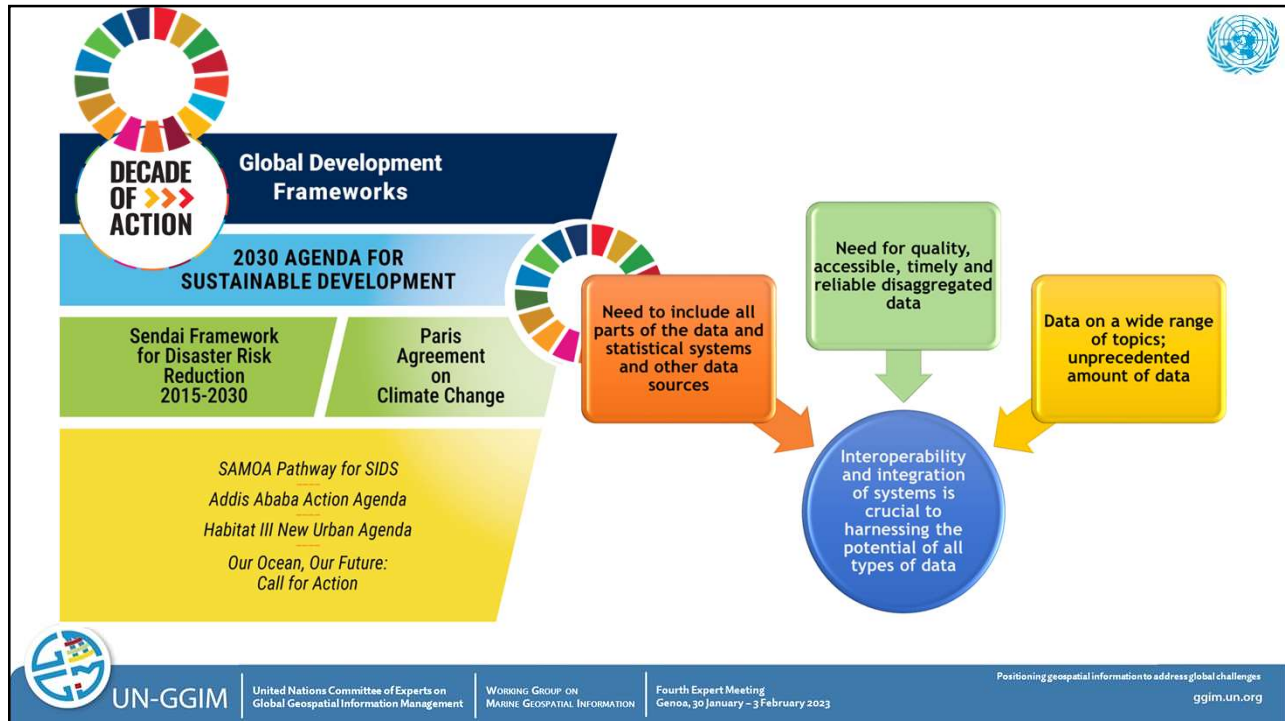 DECADE
OF >>>
ACTION
Global Development
Frameworks
2030 AGENDA FOR
SUSTAINABLE DEVELOPMENT
Sendai Framework
for Disaster Risk
Reduction
2015-2030
Paris
Agreement
on
Climate Change
SAMOA Pathway for SIDS
Addis Ababa Action Agenda
Habitat III New Urban Agenda
Our Ocean, Our Future:
Call for Action
Need to include all
parts of the data and
statistical systems
and other data
sources
Need for quality,
accessible, timely and
reliable disaggregated
data
Data on a wide range
of topics;
unprecedented
amount of data
Interoperability
and integration
of systems is
crucial to
harnessing the
potential of all
types of data
UN-GGIM
United Nations Committee of Experts on
Global Geospatial Information Management
WORKING GROUP ON
MARINE GEOSPATIAL INFORMATION
Fourth Expert Meeting
Genoa, 30 January – 3 February 2023
Positioning geospatial information to address global challenges
ggim.un.org